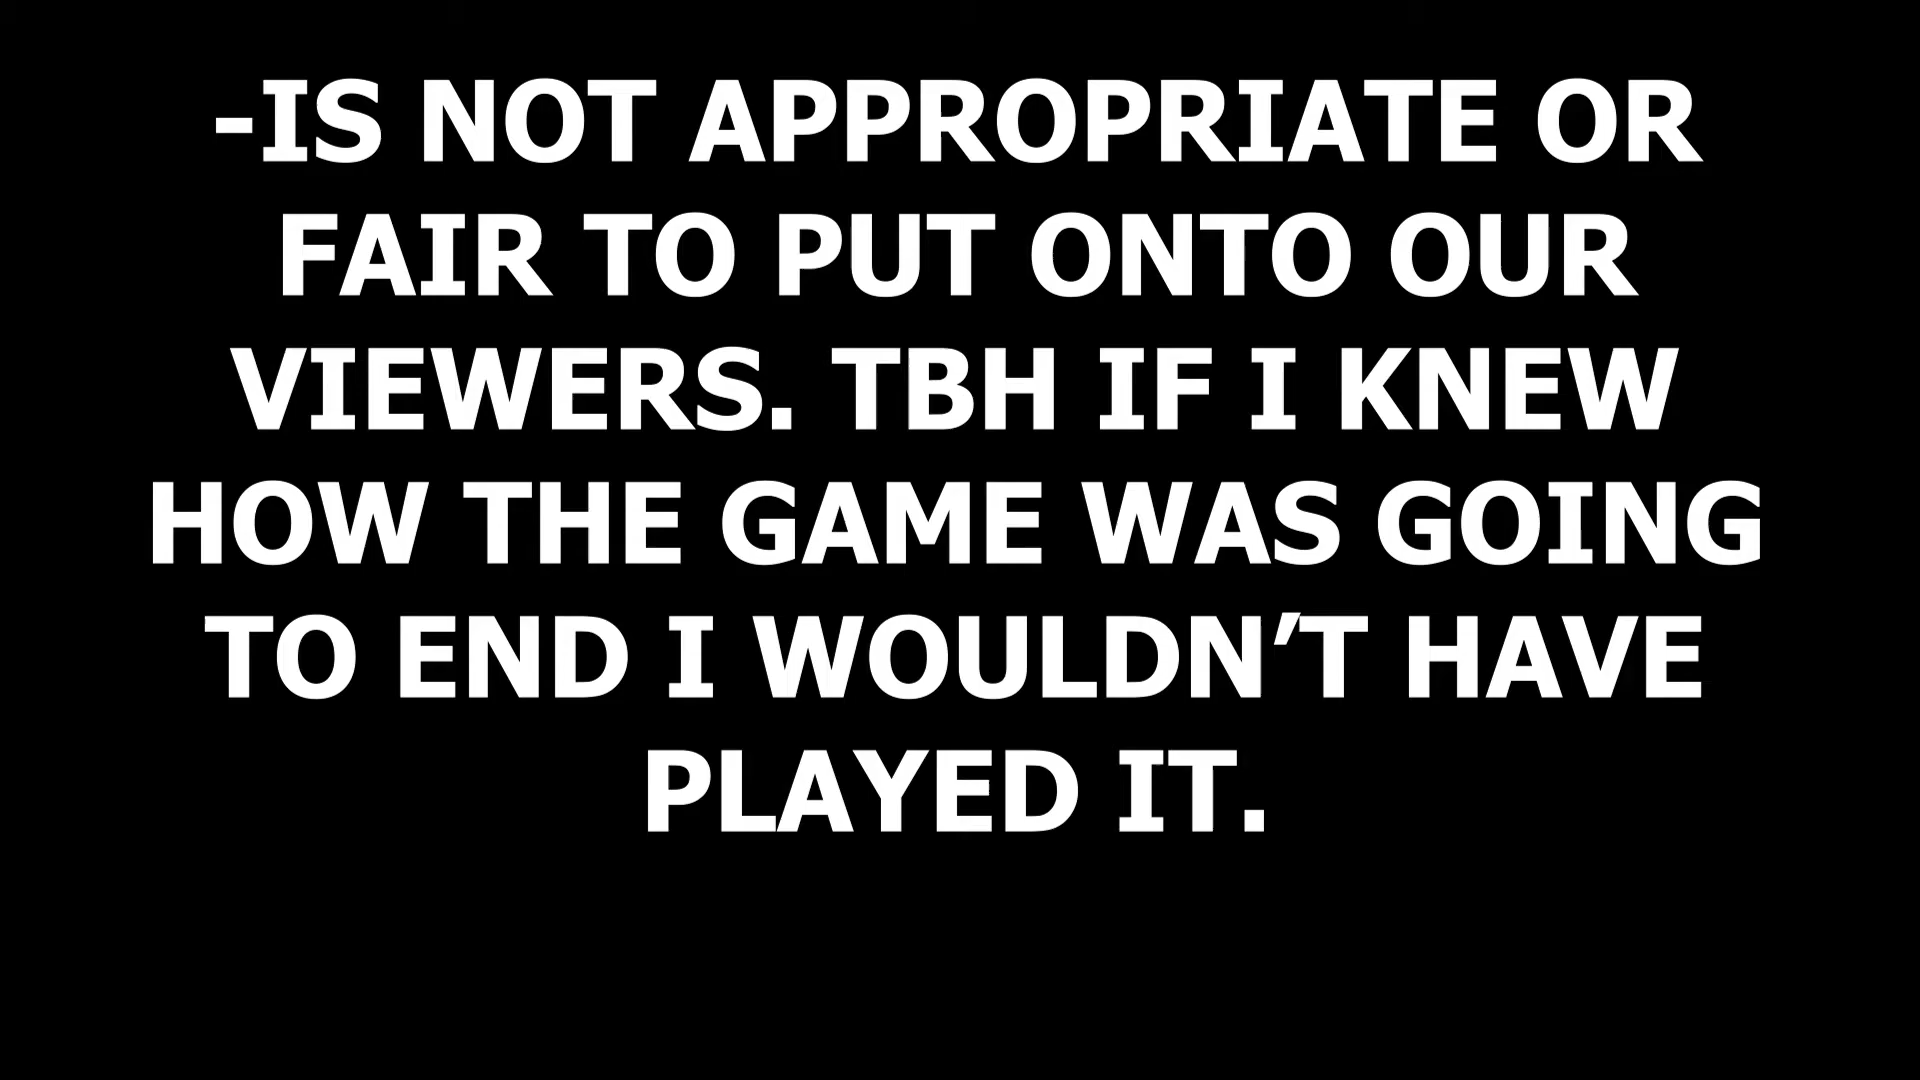 -IS NOT APPROPRIATE OR
FAIR TO PUT ONTO OUR
VIEWERS. TBH IF I KNEW
HOW THE GAME WAS GOING
TO END I WOULDN’T HAVE
PLAYED IT.